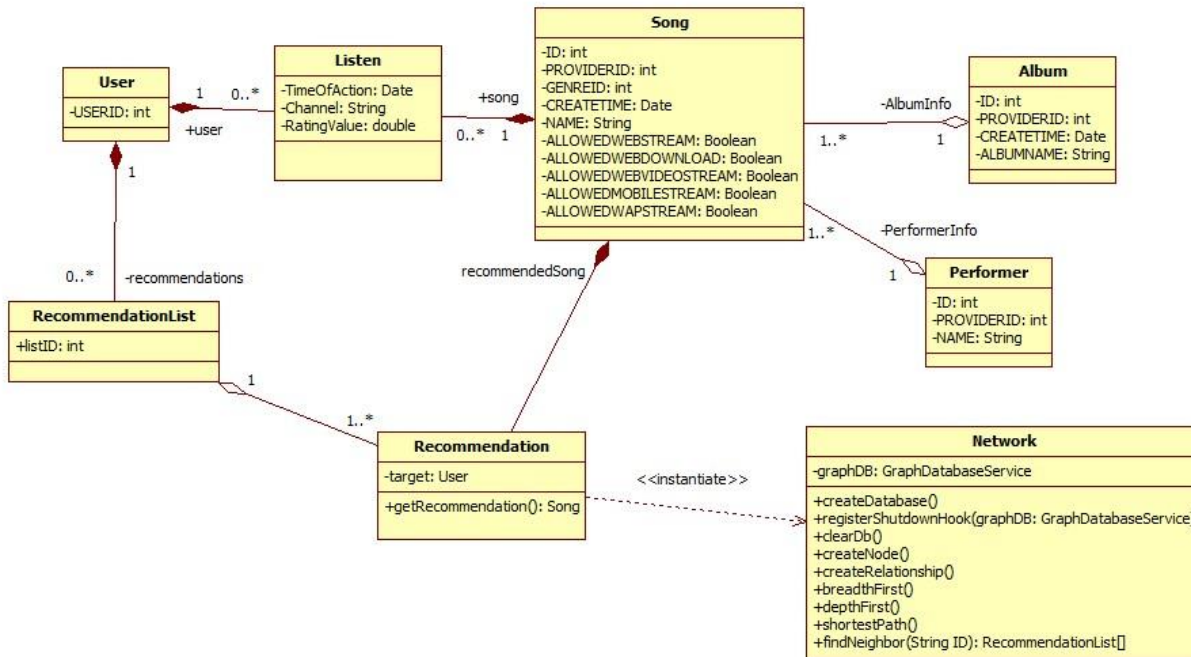 User
-USERID: int
1
0..*
+user
Listen
-TimeOfAction: Date
-Channel: String
-RatingValue: double
+song
0..*
1
Song
-ID: int
-PROVIDERID: int
-GENREID: int
-CREATETIME: Date
-NAME: String
-ALLOWEDWEBSTREAM: Boolean
-ALLOWEDWEBDOWNLOAD: Boolean
-ALLOWEDWEBVIDEOSTREAM: Boolean
-ALLOWEDMOBILESTREAM: Boolean
-ALLOWEDWAPSTREAM: Boolean
-AlbumInfo
1..*
1
Album
-ID: int
-PROVIDERID: int
-CREATETIME: Date
-ALBUMNAME: String
1..*
-PerformerInfo
1
Performer
-ID: int
-PROVIDERID: int
-NAME: String
1
0..*
-recommendations
recommendedSong
RecommendationList
+listID: int
1
1..*
Recommendation
-target: User
+getRecommendation(): Song
<<instantiate>>
Network
-graphDB: GraphDatabaseService
+createDatabase()
+registerShutdownHook(graphDB: GraphDatabaseService)
+clearDb()
+createNode()
+createRelationship()
+breadthFirst()
+depthFirst()
+shortestPath()
+findNeighbor(String ID): RecommendationList[]